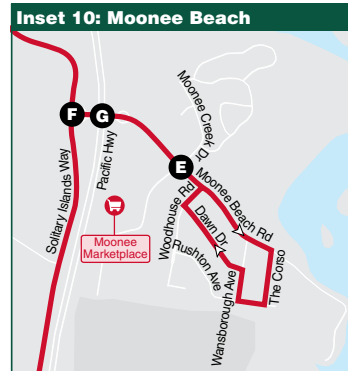 Inset 10: Moonee Beach
Moonee Creek Dr
F
G
Pacific Hwy
E
Solitary Islands Way
Moonee Beach Rd
Woodhouse Rd
Dawn Dr
Moonee
Marketplace
Rushton Ave
Wansborough Ave
The Corso